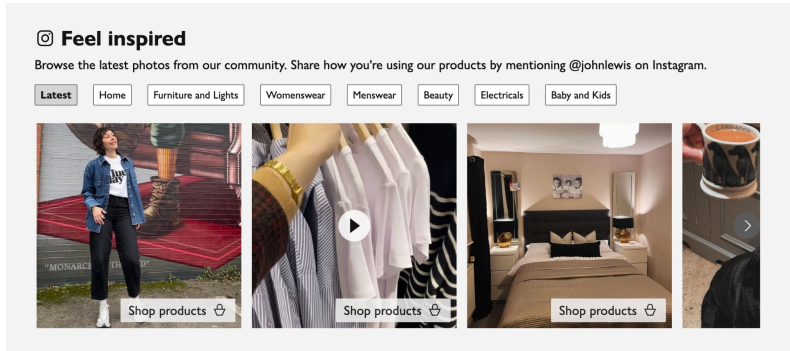 Feel inspired
Browse the latest photos from our community. Share how you're using our products by mentioning @johnlewis on Instagram.
Latest
Home
Furniture and Lights
Womenswear
Menswear
Beauty
Electricals
Baby and Kids
"MONARCH
Shop products
Shop products
Shop products